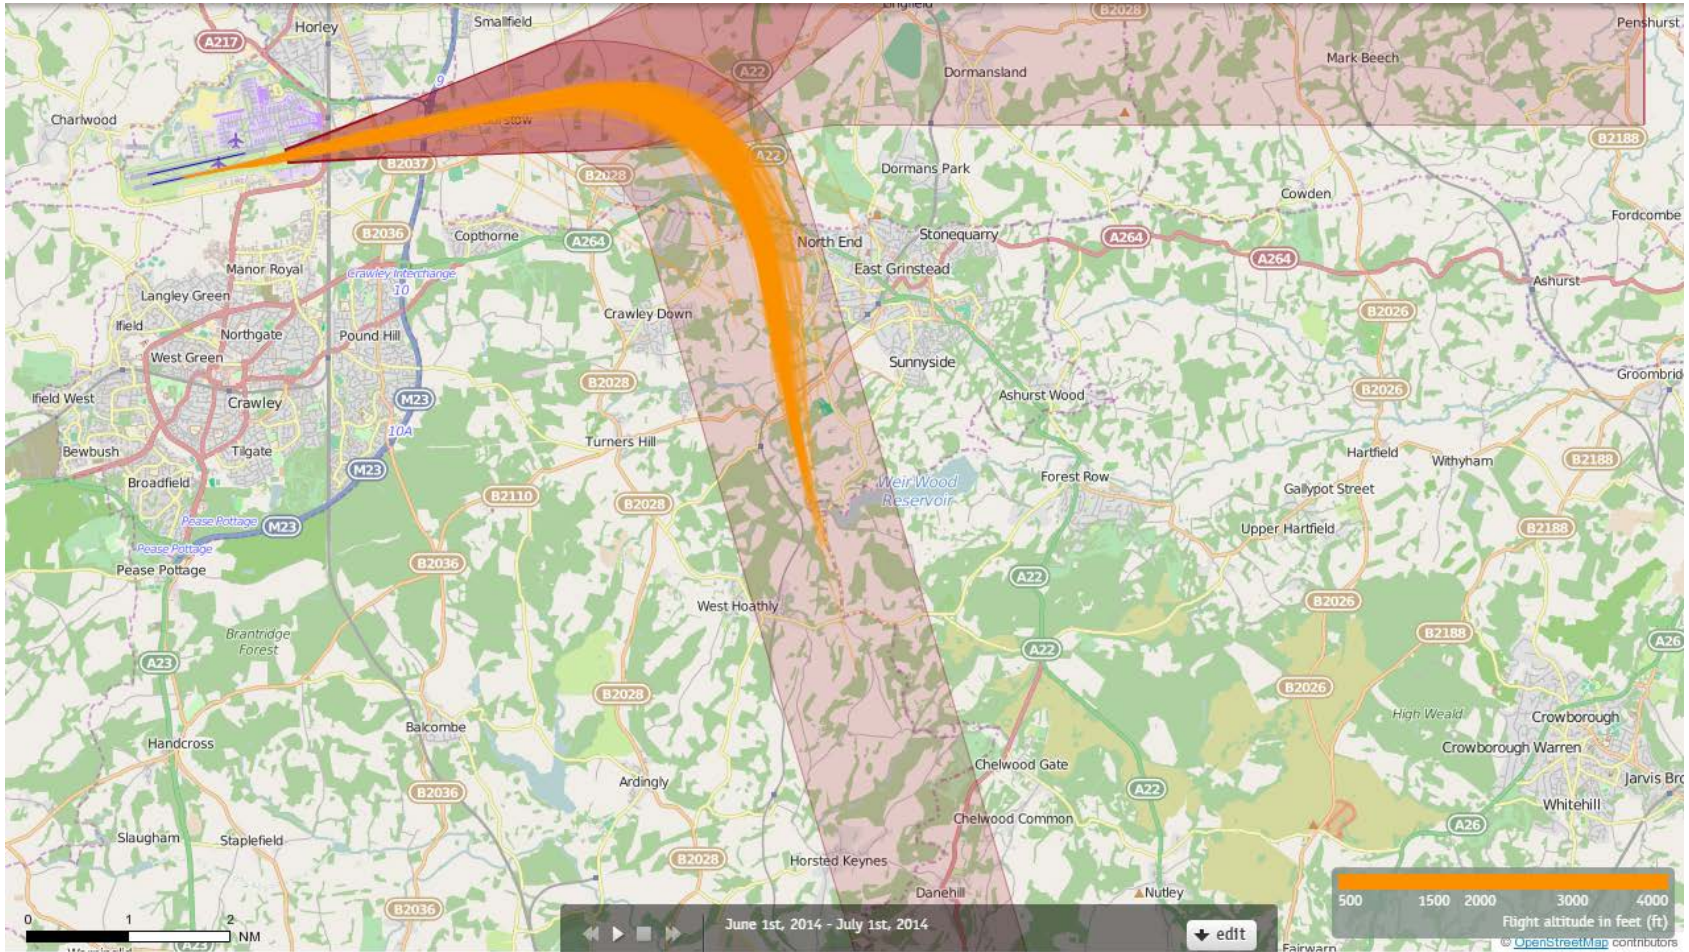 Horley
Smallfield
B2028
Penshurst
A217
9
A22
Dormansland
Mark Beech
Charlwood
B2188
B2037
A22
B2028
Dormans Park
Cowden
Fordcombe
B2036
Copthorne
A264
North End
Stonequarry
A264
A264
Manor Royal
Crawley Interchange
10
East Grinstead
Ashurst
Langley Green
Crawley Down
B2026
Ifield
Northgate
Pound Hill
West Green
Sunnyside
Groombrid
B2028
B2026
Ifield West
Crawley
M23
Ashurst Wood
10A
Turners Hill
Bewbush
Tilgate
Hartfield
Withyham
B2188
M23
Broadfield
Weir Wood
Reservoir
Forest Row
Gallypot Street
B2110
B2028
Pease Pottage
M23
Upper Hartfield
B2188
Pease Pottage
Pease Pottage
B2036
A22
West Hoathly
B2026
Brantridge
Forest
B2188
A26
A23
A22
B2028
B2026
Balcombe
High Weald
Crowborough
Handcross
Crowborough Warren
Chelwood Gate
Ardingly
Jarvis Bro
B2036
A22
Whitehill
Slaugham
Staplefield
Chelwood Common
A26
B2028
Horsted Keynes
Danehill
Nutley
B2036
0 1 2
NM
A23
June 1st, 2014 - July 1st, 2014
edit
500 1500 2000 3000 4000
Flight altitude in feet (ft)
© OpenStreetMap contributors
Fairwarn